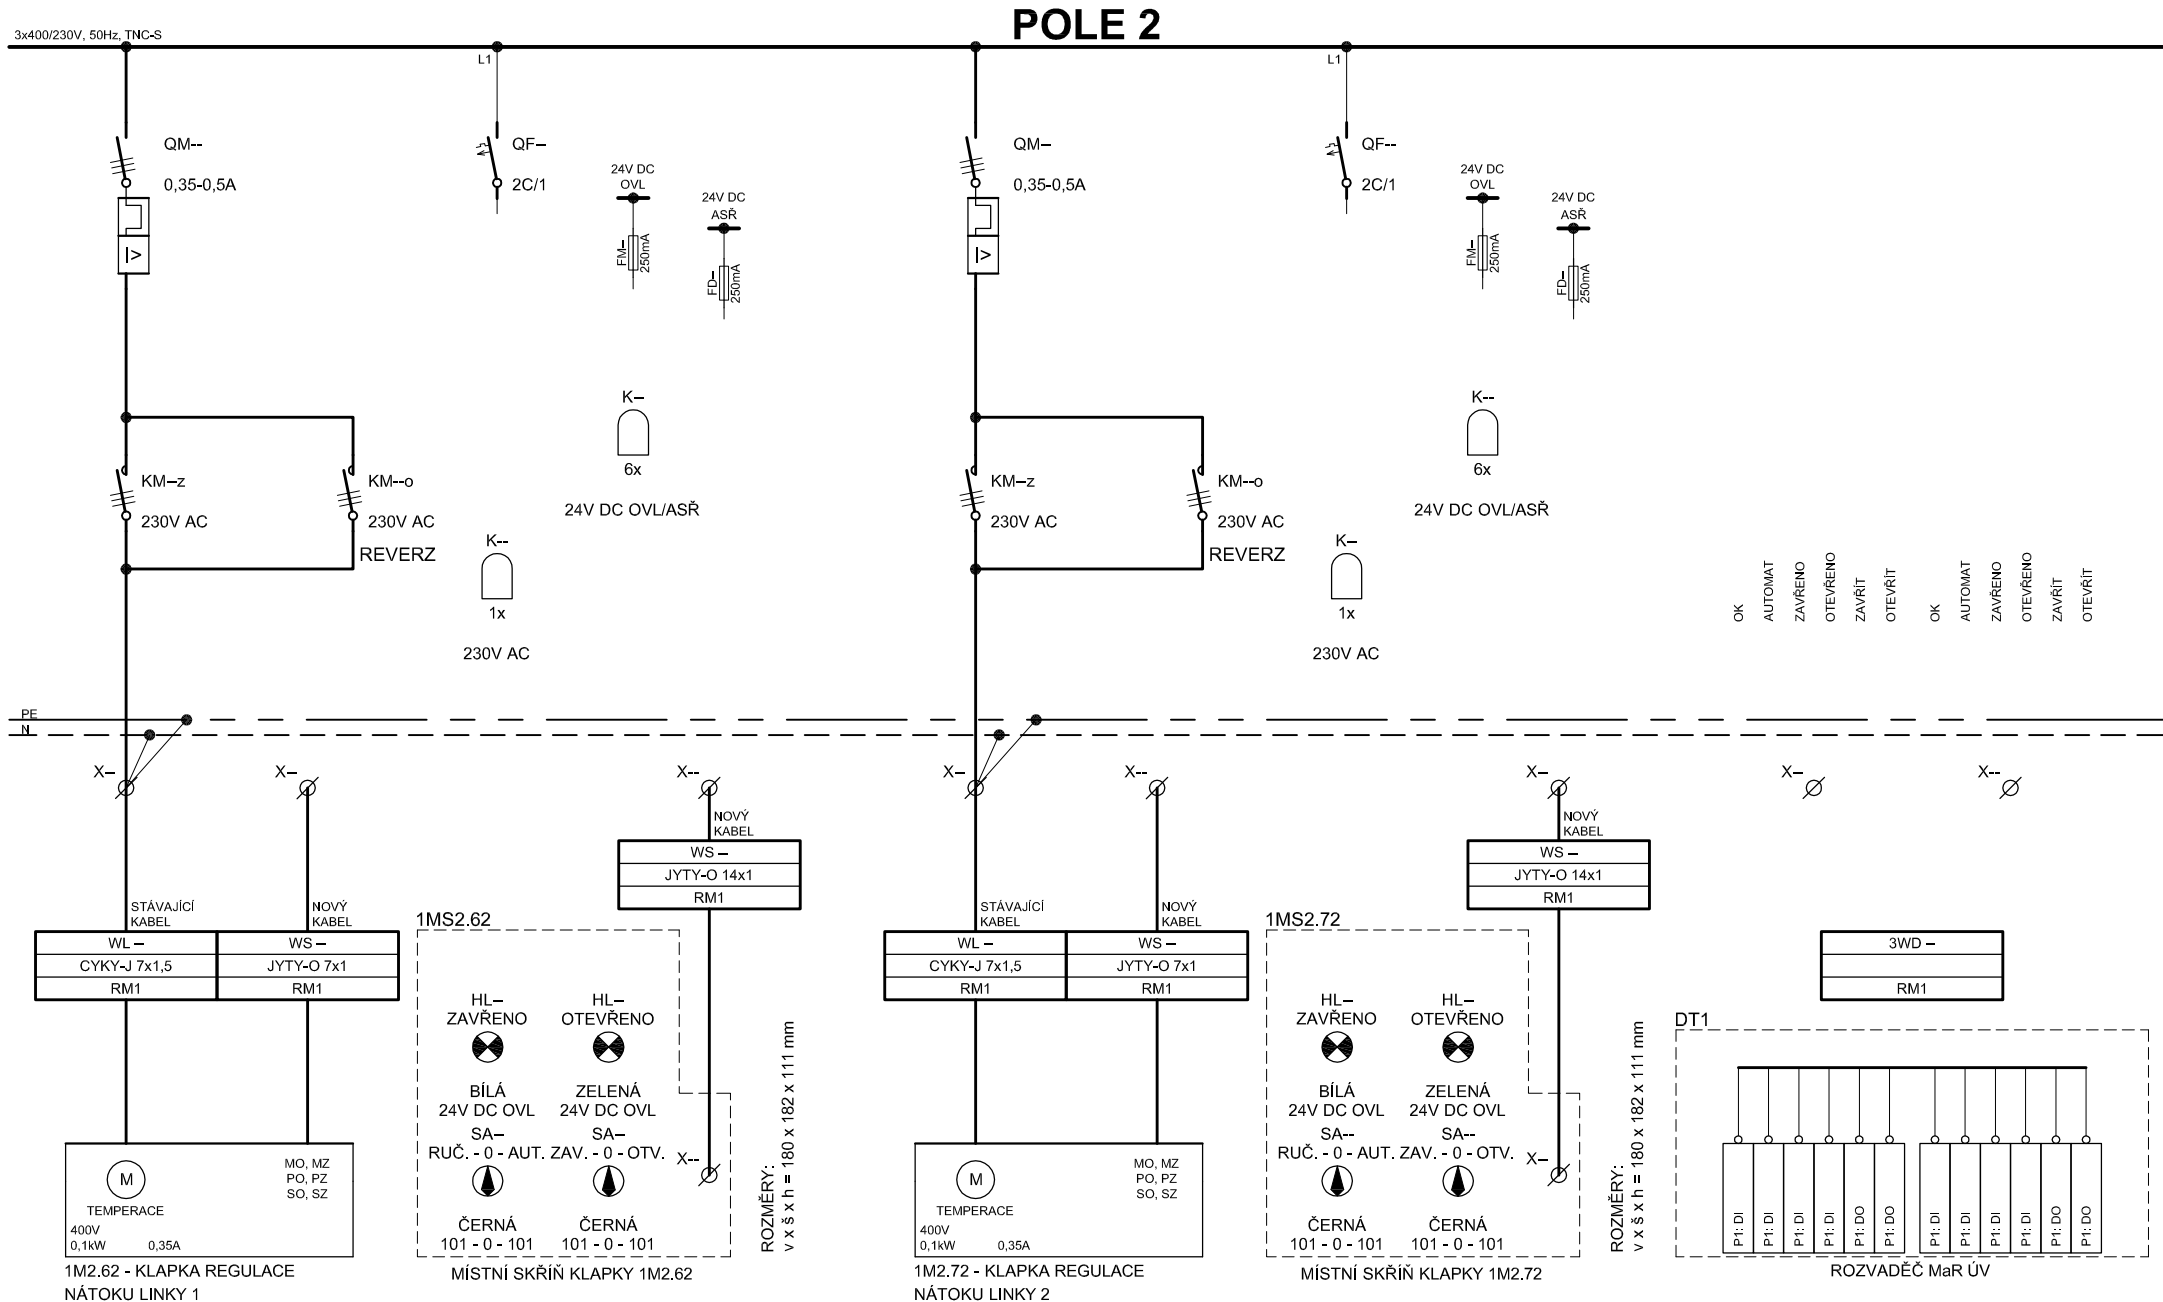 POLE 2
3x400/230V, 50Hz, TNC-S
L1
L1
QM--
0,35-0,5A
QF–
2C/1
24V DC
OVL
FM–
250mA
24V DC
ASŘ
FD–
250mA
QM–
0,35-0,5A
QF--
2C/1
24V DC
OVL
FM–
250mA
24V DC
ASŘ
FD–
250mA
I>
I>
K–
6x
24V DC OVL/ASŘ
K--
6x
24V DC OVL/ASŘ
KM–z
230V AC
KM--o
230V AC
REVERZ
K--
1x
230V AC
KM–z
230V AC
KM--o
230V AC
REVERZ
K–
1x
230V AC
OK
AUTOMAT
ZAVŘENO
OTEVŘENO
ZAVŘÍT
OTEVŘÍT
OK
AUTOMAT
ZAVŘENO
OTEVŘENO
ZAVŘÍT
OTEVŘÍT
PE
N
X–
X–
X--
X–
X--
X–
X–
X--
NOVÝ
KABEL
WS –
JYTY-O 14x1
RM1
NOVÝ
KABEL
WS –
JYTY-O 14x1
RM1
STÁVAJÍCÍ
KABEL
WL –
CYKY-J 7x1,5
RM1
NOVÝ
KABEL
WS –
JYTY-O 7x1
RM1
1MS2.62
HL–
ZAVŘENO
BÍLÁ
24V DC OVL
HL–
OTEVŘENO
ZELENÁ
24V DC OVL
SA–
RUČ. - 0 - AUT.
ČERNÁ
101 - 0 - 101
SA–
ZAV. - 0 - OTV.
ČERNÁ
101 - 0 - 101
X--
ROZMĚRY:
v x š x h = 180 x 182 x 111 mm
MÍSTNÍ SKŘÍŇ KLAPKY 1M2.62
M
TEMPERACE
MO, MZ
PO, PZ
SO, SZ
400V
0,1kW
0,35A
1M2.62 - KLAPKA REGULACE
NÁTOKU LINKY 1
STÁVAJÍCÍ
KABEL
WL –
CYKY-J 7x1,5
RM1
NOVÝ
KABEL
WS –
JYTY-O 7x1
RM1
1MS2.72
HL–
ZAVŘENO
BÍLÁ
24V DC OVL
HL–
OTEVŘENO
ZELENÁ
24V DC OVL
SA--
RUČ. - 0 - AUT.
ČERNÁ
101 - 0 - 101
SA--
ZAV. - 0 - OTV.
ČERNÁ
101 - 0 - 101
X–
ROZMĚRY:
v x š x h = 180 x 182 x 111 mm
MÍSTNÍ SKŘÍŇ KLAPKY 1M2.72
M
TEMPERACE
MO, MZ
PO, PZ
SO, SZ
400V
0,1kW
0,35A
1M2.72 - KLAPKA REGULACE
NÁTOKU LINKY 2
3WD –
RM1
DT1
P1: DI
P1: DI
P1: DI
P1: DI
P1: DO
P1: DO
P1: DI
P1: DI
P1: DI
P1: DI
P1: DO
P1: DO
ROZVADĚČ MaR ÚV